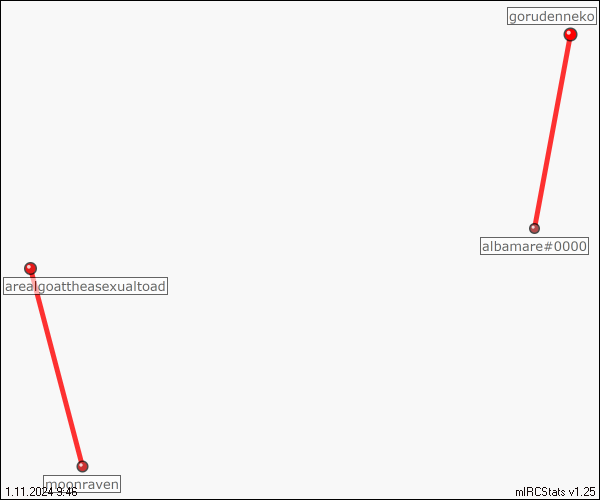 gorudenneko
albamare#0000
arealgoattheasexualtoad
moonraven
1.11.2024 9:46
mIRCStats v1.25